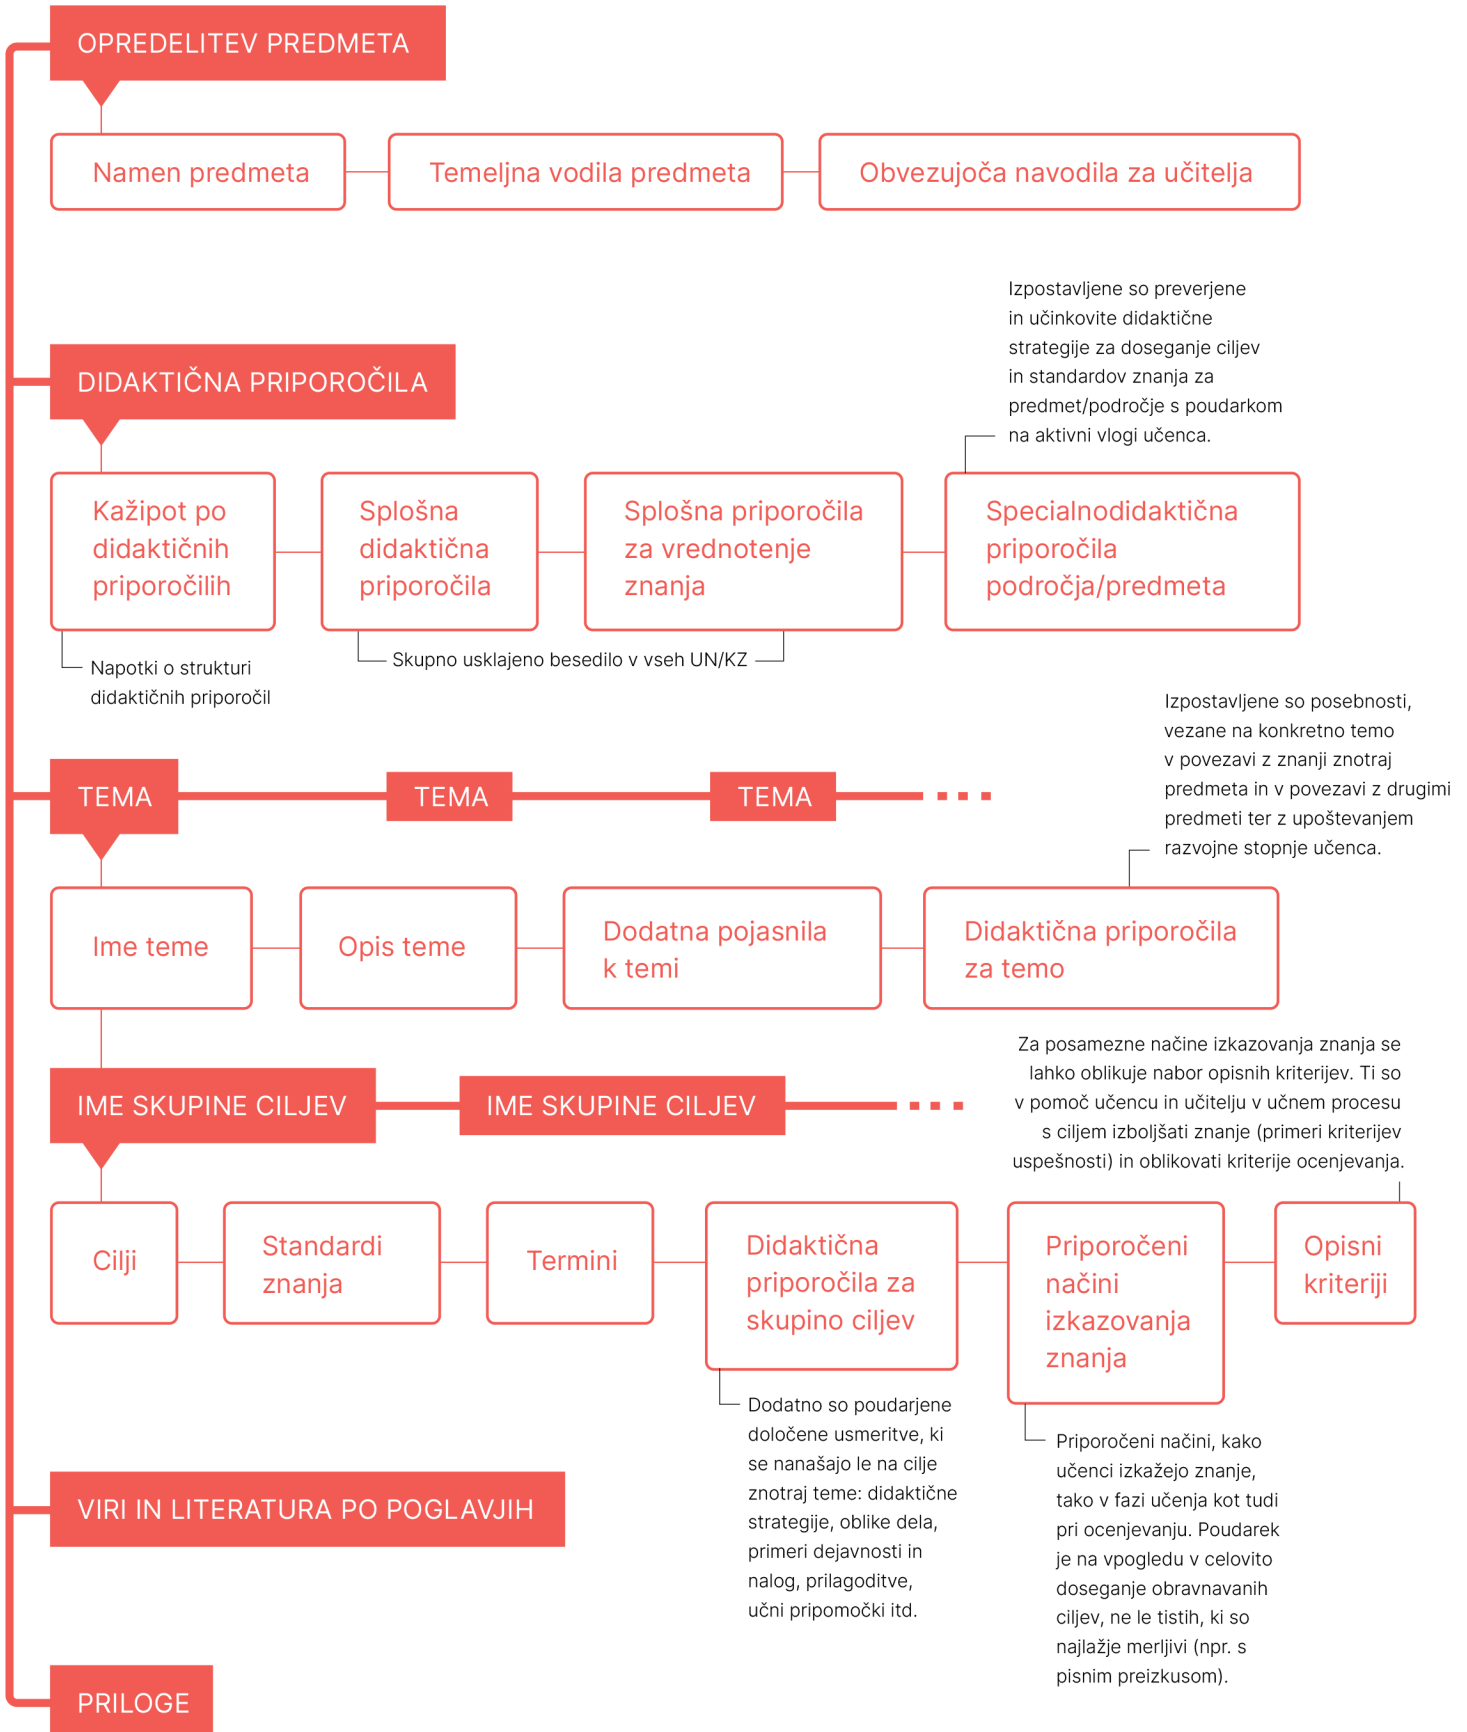 OPREDELITEV PREDMETA
Namen predmeta
Temeljna vodila predmeta
Obvezujoča navodila za učitelja
Izpostavljene so preverjene
in učinkovite didaktične
strategije za doseganje ciljev
in standardov znanja za
predmet/področje s poudarkom
na aktivni vlogi učenca.
DIDAKTIČNA PRIPOROČILA
Kažipot po
didaktičnih
priporočilih
Splošna
didaktična
priporočila
Splošna priporočila
za vrednotenje
znanja
Specialnodidaktična
priporočila
področja/predmeta
Napotki o strukturi
didaktičnih priporočil
Skupno usklajeno besedilo v vseh UN/KZ
Izpostavljene so posebnosti,
vezane na konkretno temo
v povezavi z znanji znotraj
predmeta in v povezavi z drugimi
predmeti ter z upoštevanjem
razvojne stopnje učenca.
TEMA
TEMA
TEMA
Ime teme
Opis teme
Dodatna pojasnila
k temi
Didaktična priporočila
za temo
Za posamezne načine izkazovanja znanja se
lahko oblikuje nabor opisnih kriterijev. Ti so
v pomoč učencu in učitelju v učnem procesu
s ciljem izboljšati znanje (primeri kriterijev
uspešnosti) in oblikovati kriterije ocenjevanja.
IME SKUPINE CILJEV
IME SKUPINE CILJEV
Cilji
Standardi
znanja
Termini
Didaktična
priporočila za
skupino ciljev
Priporočeni
načini
izkazovanja
znanja
Opisni
kriteriji
Dodatno so poudarjene
določene usmeritve, ki
se nanašajo le na cilje
znotraj teme: didaktične
strategije, oblike dela,
primeri dejavnosti in
nalog, prilagoditve,
učni pripomočki itd.
Priporočeni načini, kako
učenci izkažejo znanje,
tako v fazi učenja kot tudi
pri ocenjevanju. Poudarek
je na vpogledu v celovito
doseganje obravnavanih
ciljev, ne le tistih, ki so
najlažje merljivi (npr. s
pisnim preizkusom).
VIRI IN LITERATURA PO POGLAVJIH
PRILOGE